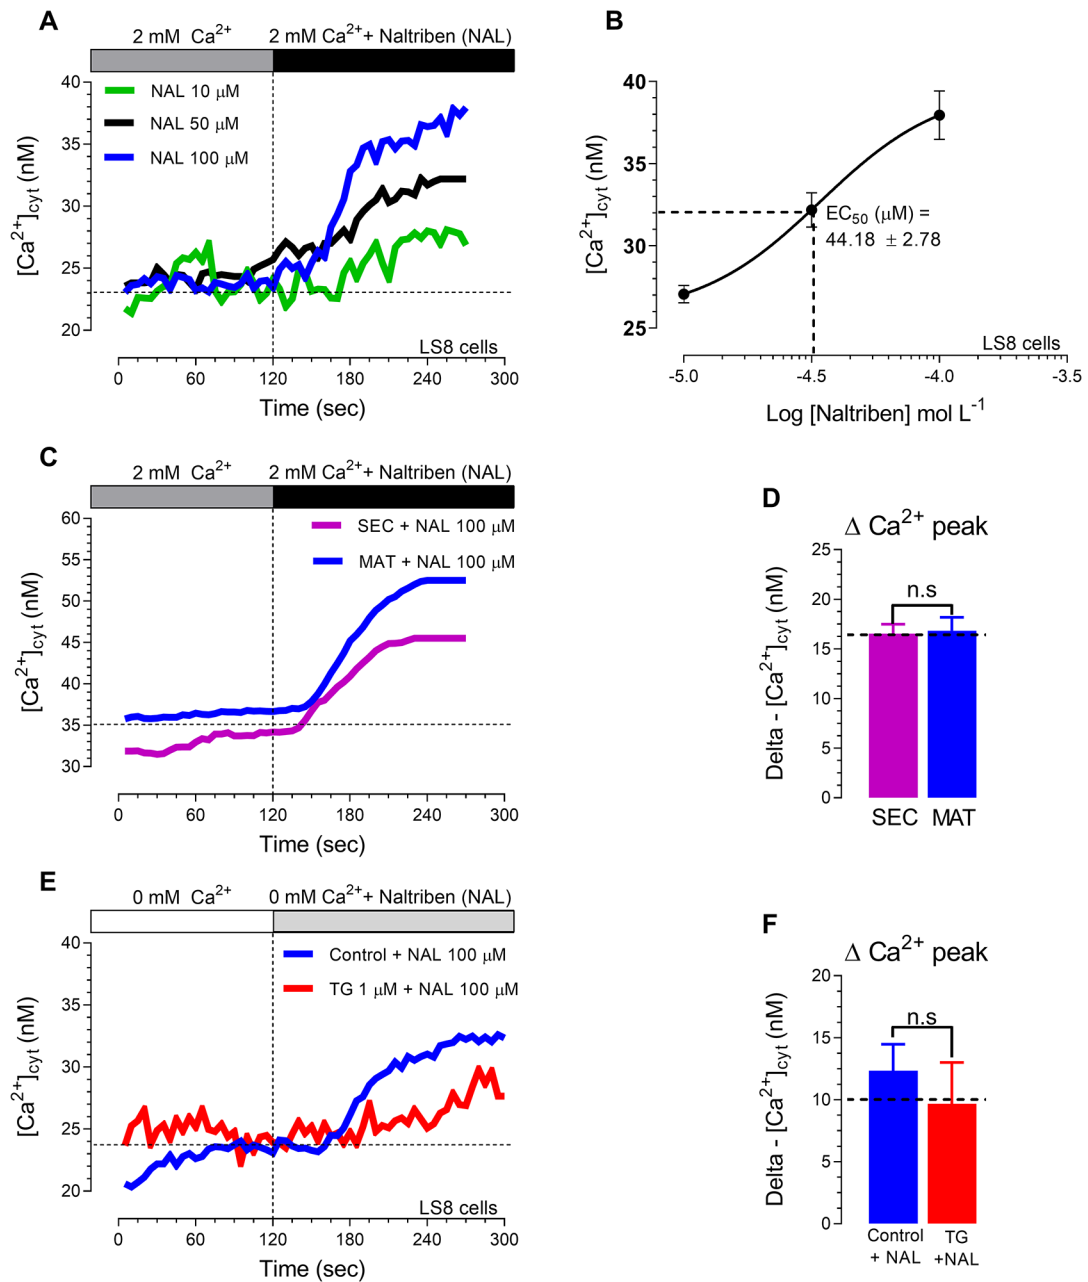 A
2 mM Ca2+
2 mM Ca2++ Naltriben (NAL)
NAL 10 µM
NAL 50 µM
NAL 100 µM
[Ca2+]cyt (nM)
40
35
30
25
20
LS8 cells
0
60
120
180
240
300
Time (sec)
B
[Ca2+]cyt (nM)
40
35
30
25
EC50 (µM) =
44.18 ± 2.78
LS8 cells
-5.0
-4.5
-4.0
-3.5
Log [Naltriben] mol L-1
C
2 mM Ca2+
2 mM Ca2++ Naltriben (NAL)
SEC + NAL 100 µM
MAT + NAL 100 µM
[Ca2+]cyt (nM)
60
55
50
45
40
35
30
0
60
120
180
240
300
Time (sec)
D
Δ Ca2+ peak
n.s
Delta - [Ca2+]cyt (nM)
25
20
15
10
5
0
SEC
MAT
E
0 mM Ca2+
0 mM Ca2++ Naltriben (NAL)
Control + NAL 100 µM
TG 1 µM + NAL 100 µM
[Ca2+]cyt (nM)
40
35
30
25
20
LS8 cells
0
60
120
180
240
300
Time (sec)
F
Δ Ca2+ peak
n.s
Delta - [Ca2+]cyt (nM)
20
15
10
5
0
Control
+ NAL
TG
+NAL